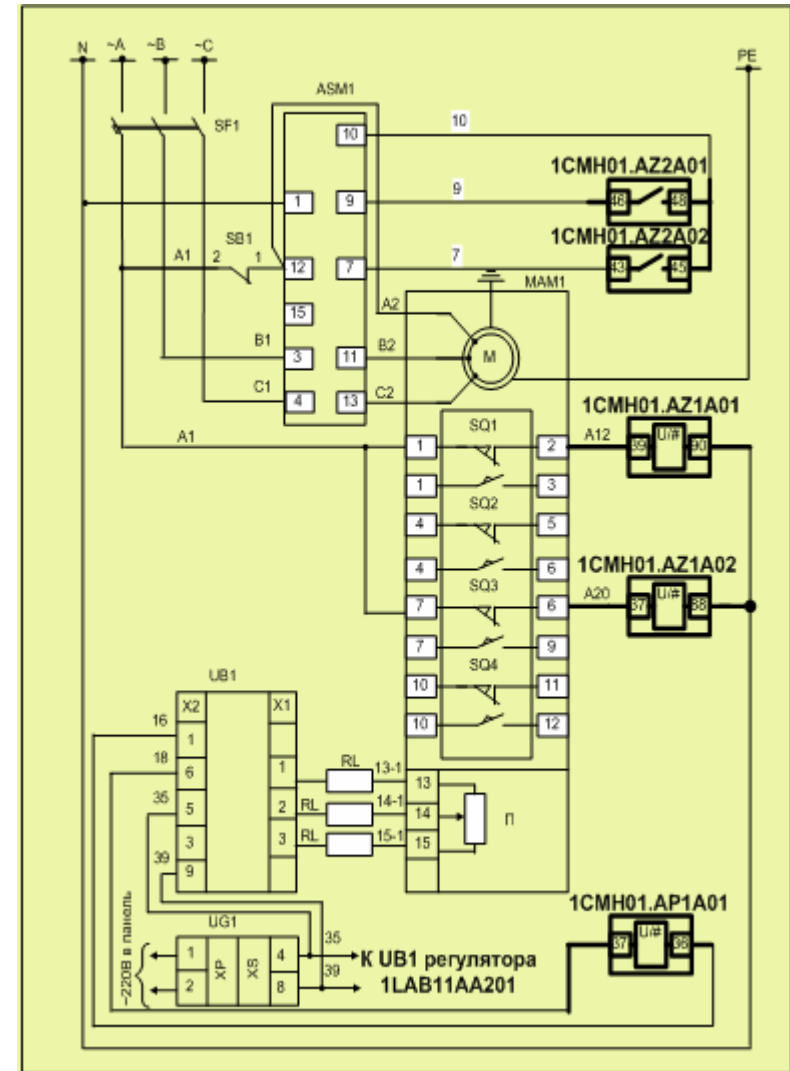 N ~A ~B ~C PE
ASM1
SF1
10 10
1CMH01.AZ2A01
1 9 9 46 48
SB1
1CMH01.AZ2A02
A1 2 1 12 7 7 43 45
MAM1
15 A2
B1 3 11 B2 M
C1 4 13 C2
1CMH01.AZ1A01
SQ1
A1 1 2 A12 39 U/# 90
1 3
SQ2
4 5
1CMH01.AZ1A02
4 6
SQ3
7 6 A20 37 U/# 38
7 9
SQ4
10 11
10 12
UB1
X2 X1
16 1
18 6 1 RL 13-1 13
35 5 2 RL 14-1 14 П
3 3 RL 15-1 15
39 9
1CMH01.AP1A01
UG1
~220В в панель
1 XP XS 4 35
К UB1 регулятора
2 8 39
1LAB11AA201
37 U/# 36